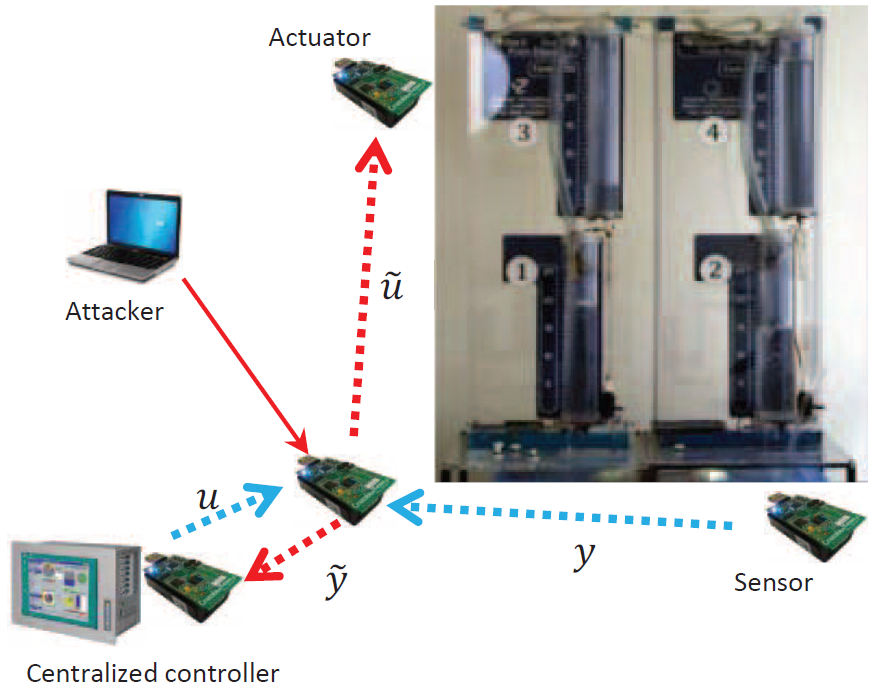 Actuator
3
4
Attacker
ũ
1
2
u
y
ỹ
Sensor
Centralized controller